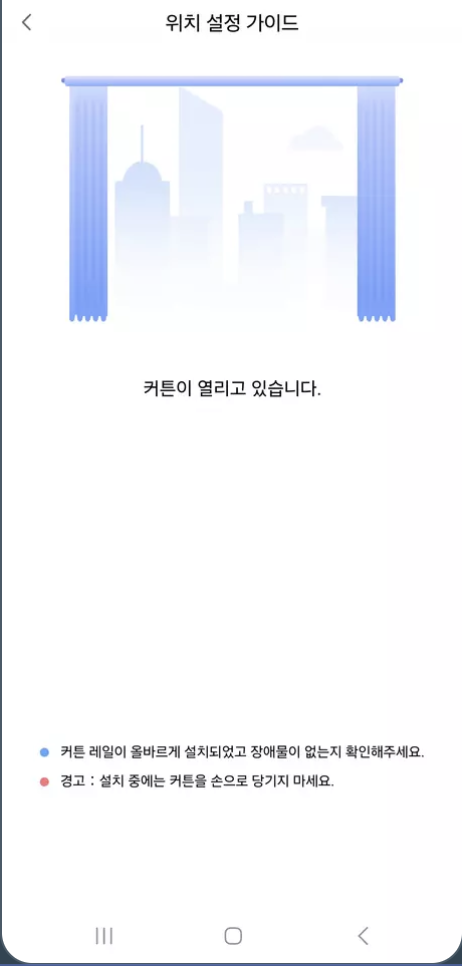 위치 설정 가이드
커튼이 열리고 있습니다.
커튼 레일이 올바르게 설치되었고 장애물이 없는지 확인해주세요.
경고 : 설치 중에는 커튼을 손으로 당기지 마세요.